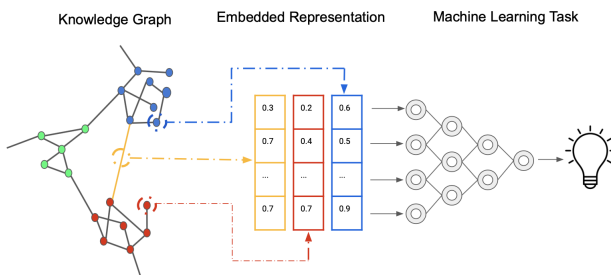 Knowledge Graph
Embedded Representation
Machine Learning Task
0.3 0.2 0.6
0.7 0.4 0.5
... ... ...
0.7 0.7 0.9